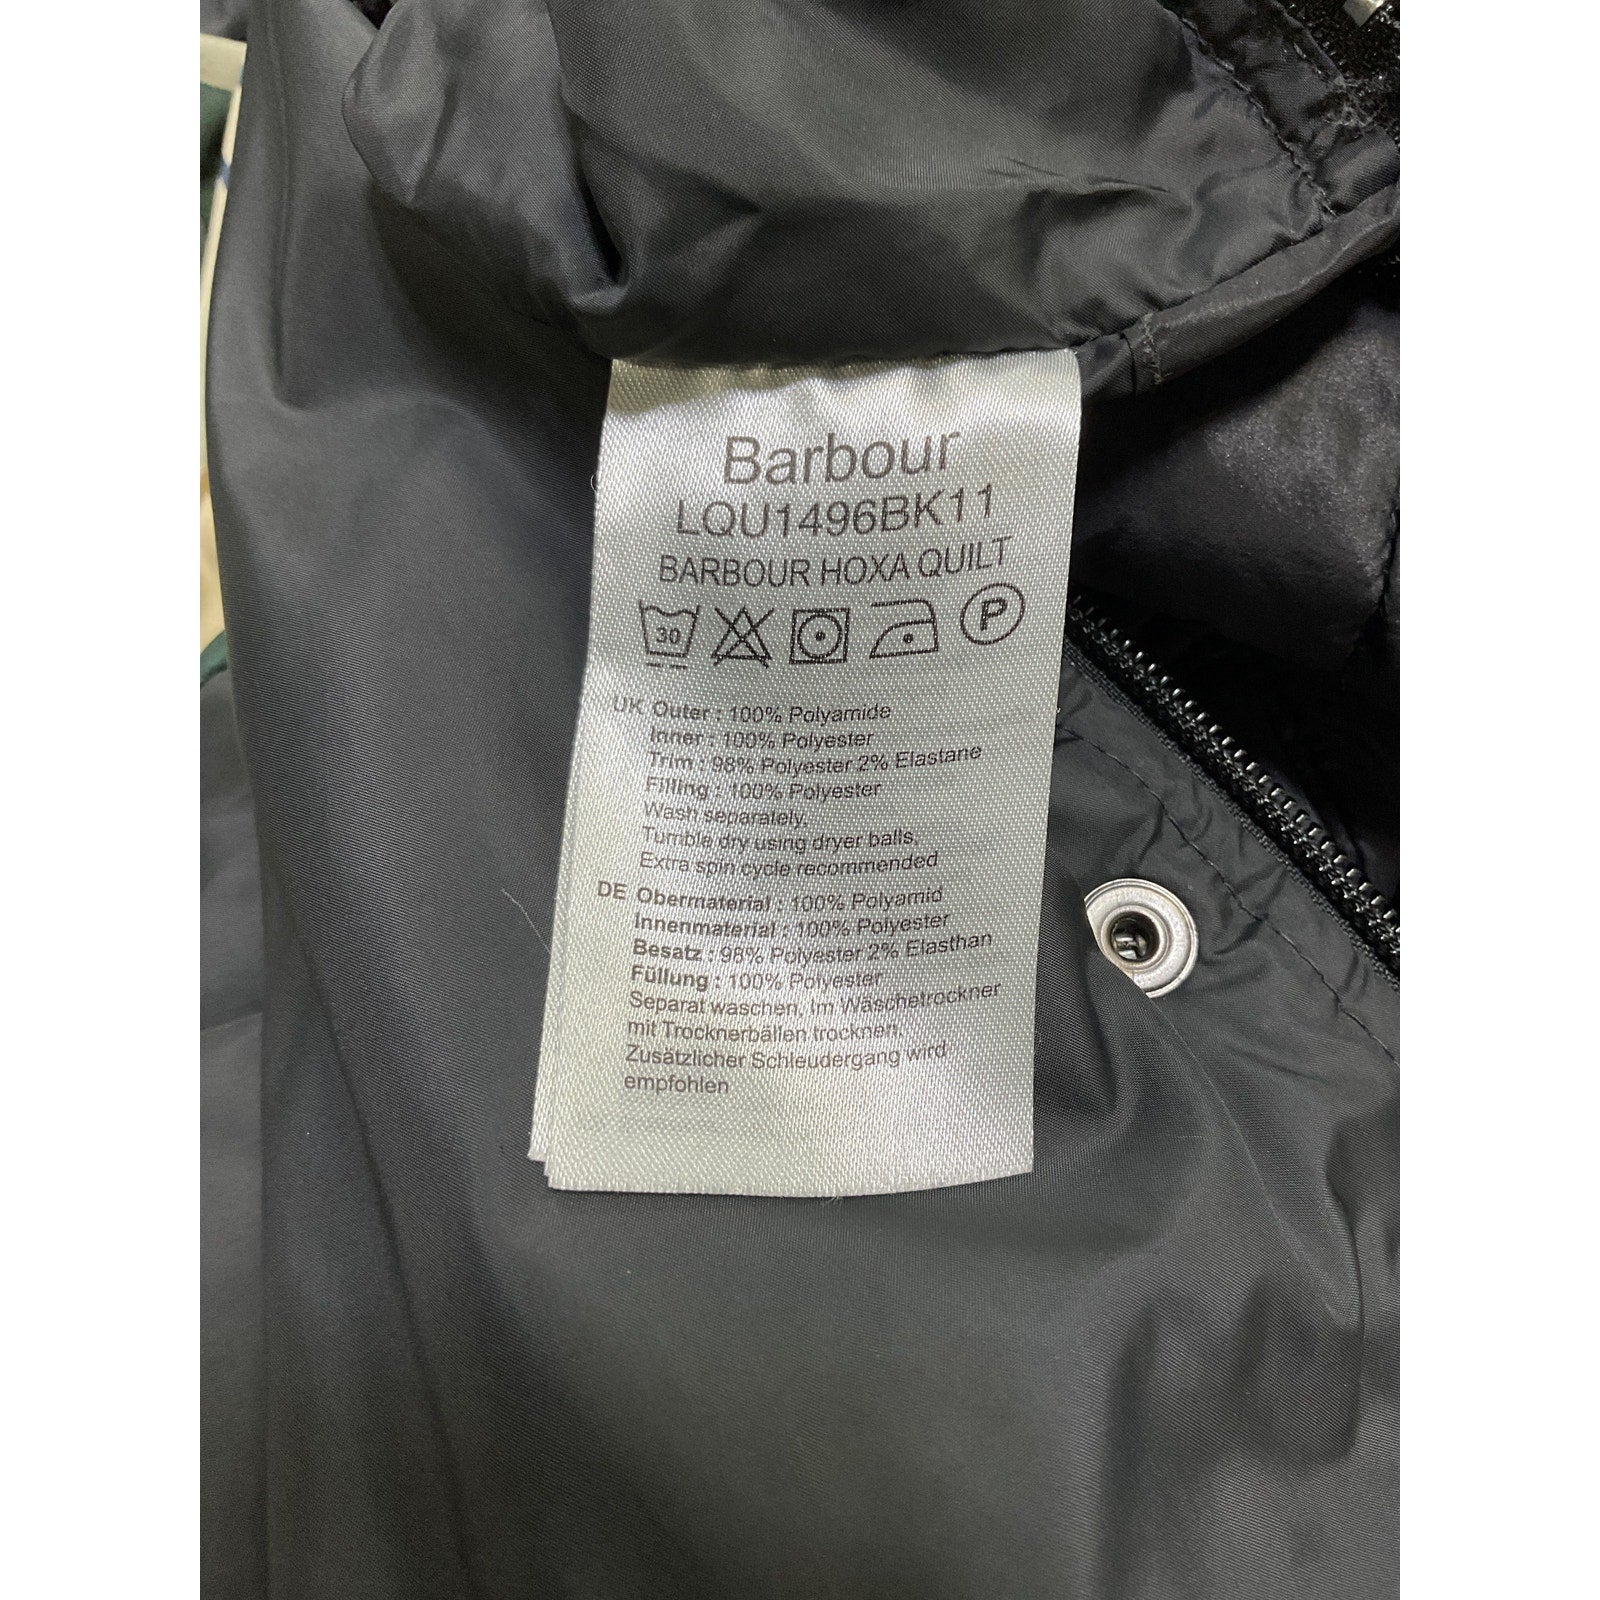 Barbour
LQU1496BK11
BARBOUR HOXA QUILT
30 P
UK Outer : 100% Polyamide
Inner : 100% Polyester
Trim : 98% Polyester 2% Elastane
Filling : 100% Polyester
Wash separately,
Tumble dry using dryer balls,
Extra spin cycle recommended
DE Obermaterial : 100% Polyamid
Innenmaterial : 100% Polyester
Besatz : 98% Polyester 2% Elasthan
Füllung : 100% Polyester
Separat waschen, Im Wäschetrockner
mit Trocknerbällen trocknen,
Zusätzlicher Schleudergang wird
empfohlen